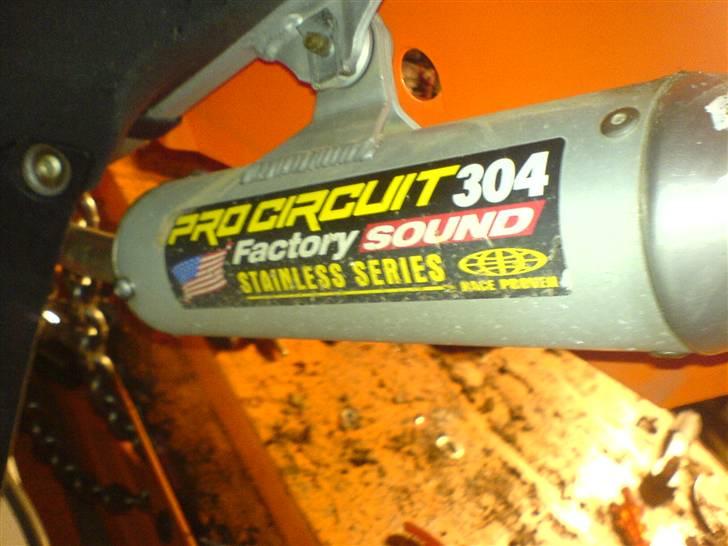 PRO CIRCUIT 304
Factory SOUND
STAINLESS SERIES
RACE PROVEN